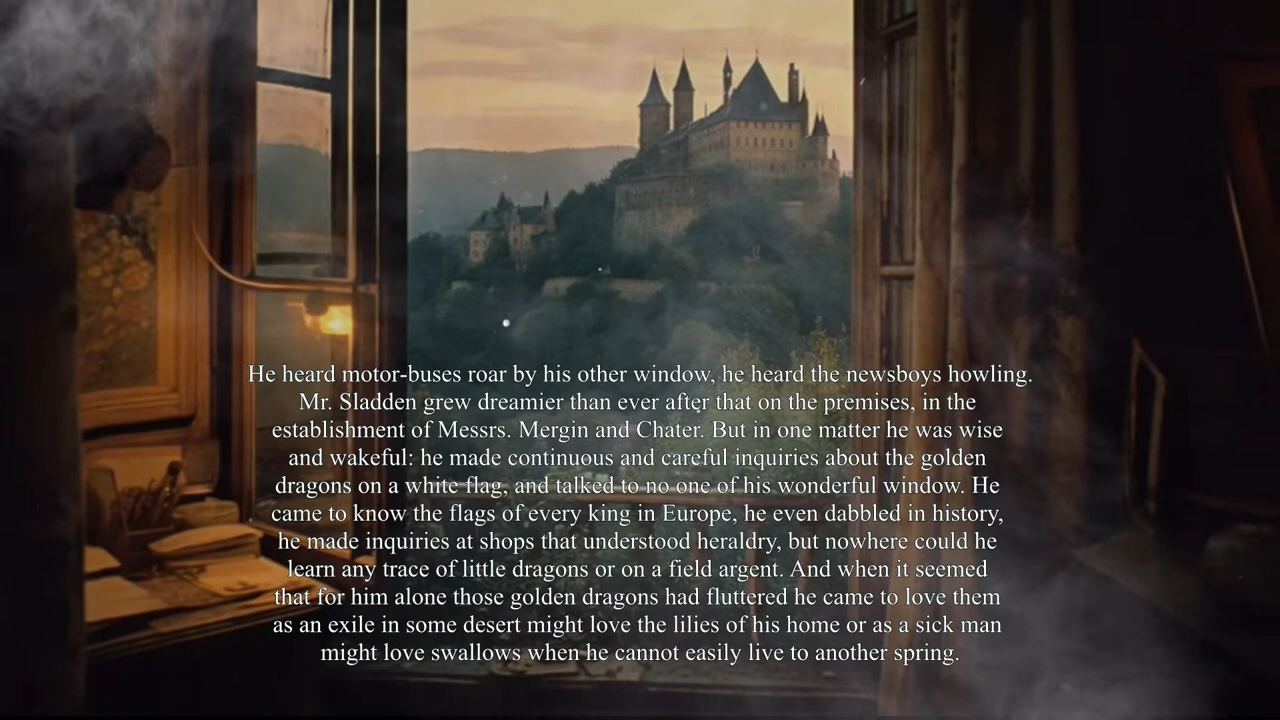 He heard motor-buses roar by his other window, he heard the newsboys howling.
Mr. Sladden grew dreamier than ever after that on the premises, in the
establishment of Messrs. Mergin and Chater. But in one matter he was wise
and wakeful: he made continuous and careful inquiries about the golden
dragons on a white flag, and talked to no one of his wonderful window. He
came to know the flags of every king in Europe, he even dabbled in history,
he made inquiries at shops that understood heraldry, but nowhere could he
learn any trace of little dragons or on a field argent. And when it seemed
that for him alone those golden dragons had fluttered he came to love them
as an exile in some desert might love the lilies of his home or as a sick man
might love swallows when he cannot easily live to another spring.